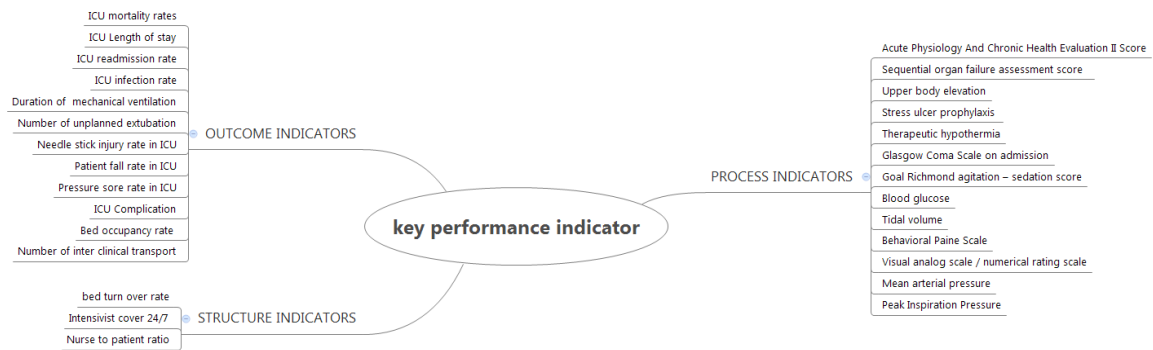 ICU mortality rates
ICU Length of stay
ICU readmission rate
ICU infection rate
Duration of mechanical ventilation
Number of unplanned extubation
Needle stick injury rate in ICU
Patient fall rate in ICU
Pressure sore rate in ICU
ICU Complication
Bed occupancy rate
Number of inter clinical transport
OUTCOME INDICATORS
bed turn over rate
Intensivist cover 24/7
Nurse to patient ratio
STRUCTURE INDICATORS
key performance indicator
PROCESS INDICATORS
Acute Physiology And Chronic Health Evaluation II Score
Sequential organ failure assessment score
Upper body elevation
Stress ulcer prophylaxis
Therapeutic hypothermia
Glasgow Coma Scale on admission
Goal Richmond agitation – sedation score
Blood glucose
Tidal volume
Behavioral Paine Scale
Visual analog scale / numerical rating scale
Mean arterial pressure
Peak Inspiration Pressure